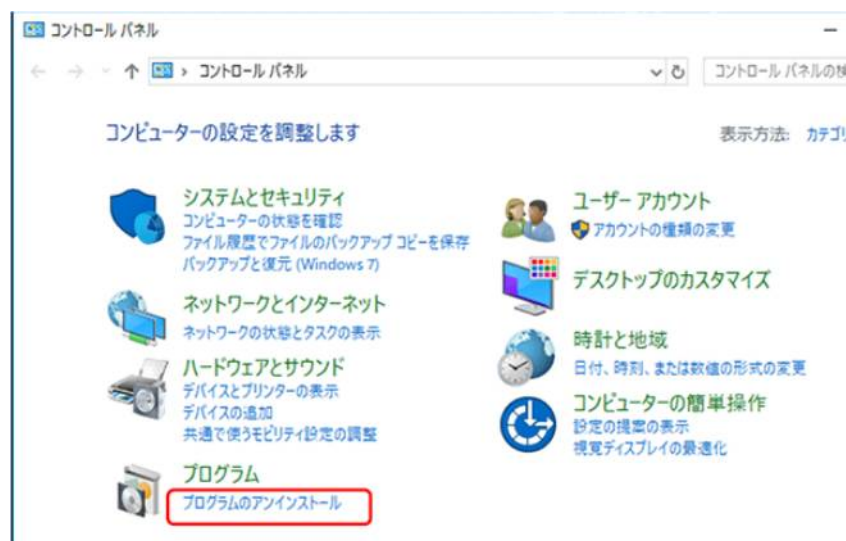 コントロール パネル
コントロール パネル
コントロール パネルの検
コンピューターの設定を調整します
表示方法:
カテゴリ
システムとセキュリティ
コンピューターの状態を確認
ファイル履歴でファイルのバックアップ コピーを保存
バックアップと復元 (Windows 7)
ネットワークとインターネット
ネットワークの状態とタスクの表示
ハードウェアとサウンド
デバイスとプリンターの表示
デバイスの追加
共通で使うモビリティ設定の調整
プログラム
プログラムのアンインストール
ユーザー アカウント
アカウントの種類の変更
デスクトップのカスタマイズ
時計と地域
日付、時刻、または数値の形式の変更
コンピューターの簡単操作
設定の提案の表示
視覚ディスプレイの最適化